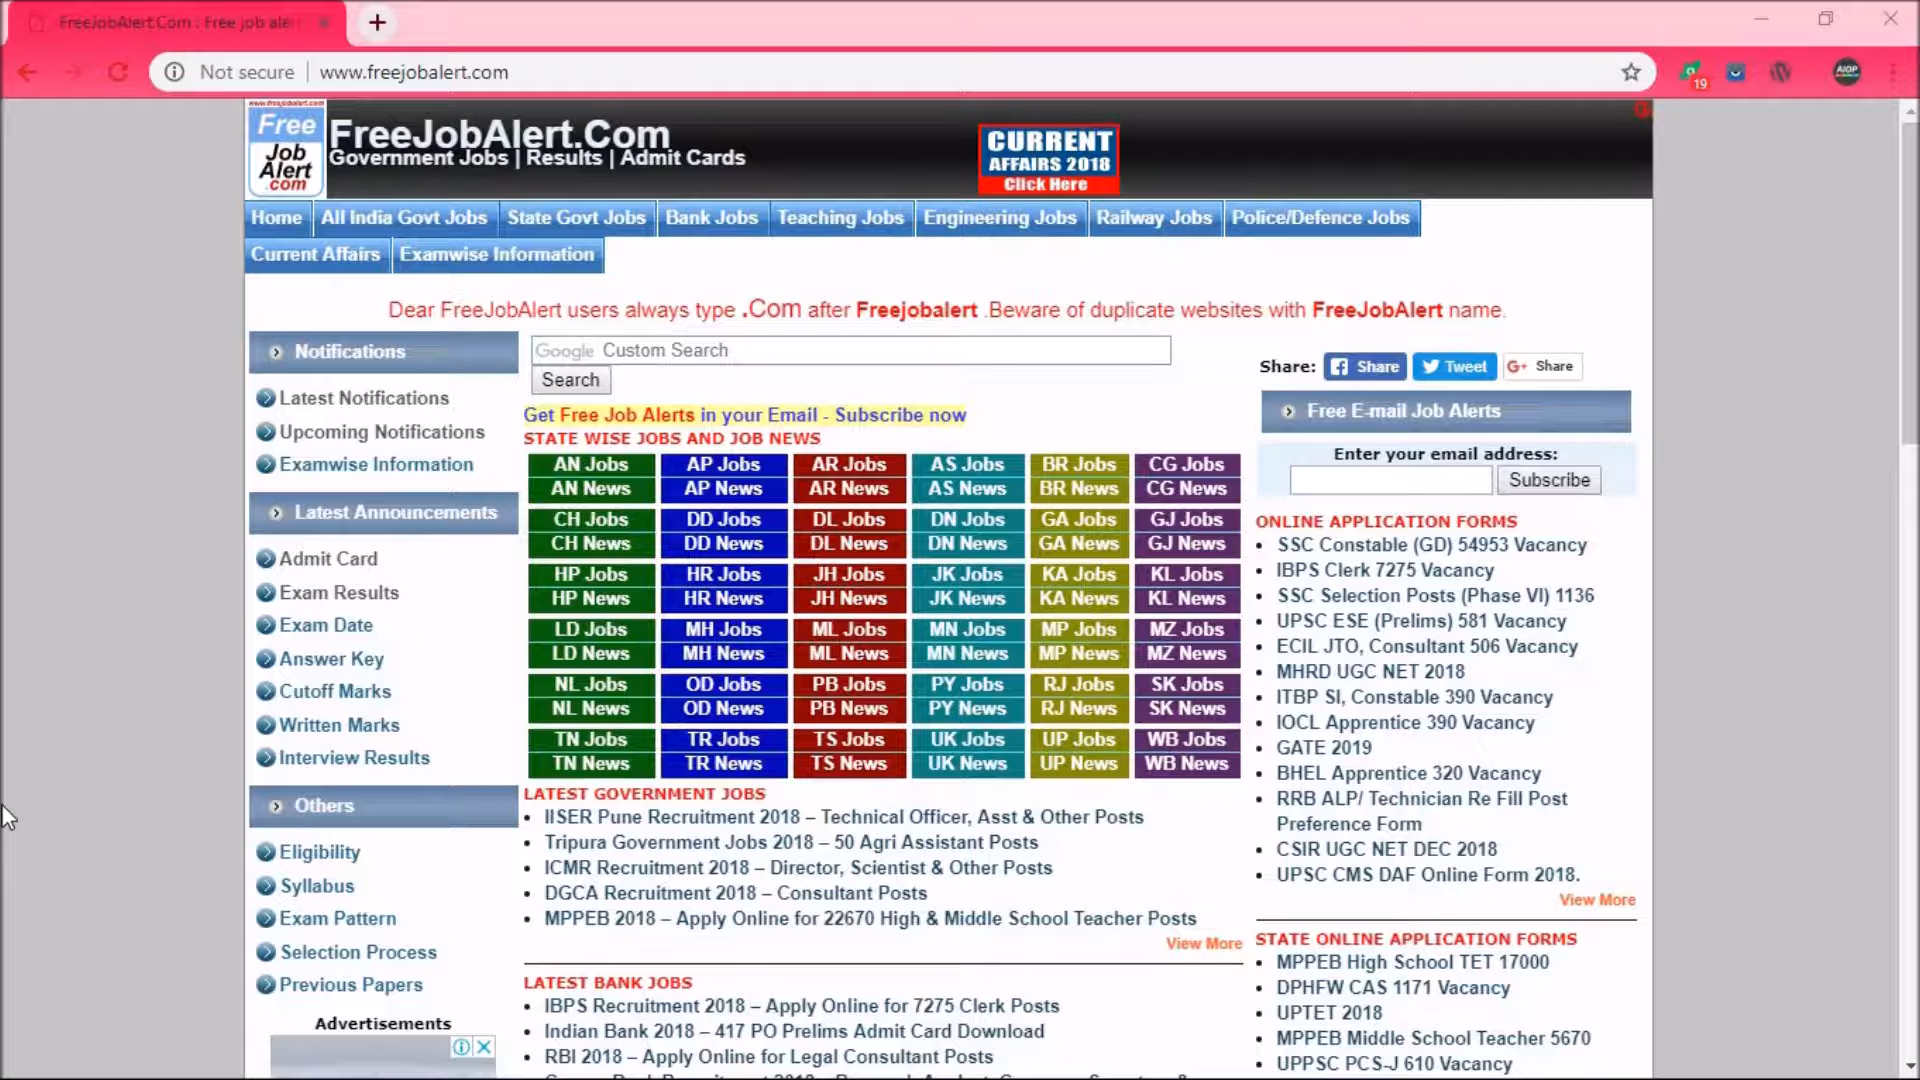 FreeJobAlert.Com : Free job aler
Not secure www.freejobalert.com
19
AIOP
www.freejobalert.com
Free
Job
Alert
.com
FreeJobAlert.Com
Government Jobs | Results | Admit Cards
CURRENT
AFFAIRS 2018
Click Here
Home All India Govt Jobs State Govt Jobs Bank Jobs Teaching Jobs Engineering Jobs Railway Jobs Police/Defence Jobs
Current Affairs Examwise Information
Dear FreeJobAlert users always type .Com after Freejobalert .Beware of duplicate websites with FreeJobAlert name.
Notifications
Latest Notifications
Upcoming Notifications
Examwise Information
Latest Announcements
Admit Card
Exam Results
Exam Date
Answer Key
Cutoff Marks
Written Marks
Interview Results
Others
Eligibility
Syllabus
Exam Pattern
Selection Process
Previous Papers
Advertisements
Google Custom Search
Search
Get Free Job Alerts in your Email - Subscribe now
STATE WISE JOBS AND JOB NEWS
AN Jobs AP Jobs AR Jobs AS Jobs BR Jobs CG Jobs
AN News AP News AR News AS News BR News CG News
CH Jobs DD Jobs DL Jobs DN Jobs GA Jobs GJ Jobs
CH News DD News DL News DN News GA News GJ News
HP Jobs HR Jobs JH Jobs JK Jobs KA Jobs KL Jobs
HP News HR News JH News JK News KA News KL News
LD Jobs MH Jobs ML Jobs MN Jobs MP Jobs MZ Jobs
LD News MH News ML News MN News MP News MZ News
NL Jobs OD Jobs PB Jobs PY Jobs RJ Jobs SK Jobs
NL News OD News PB News PY News RJ News SK News
TN Jobs TR Jobs TS Jobs UK Jobs UP Jobs WB Jobs
TN News TR News TS News UK News UP News WB News
LATEST GOVERNMENT JOBS
IISER Pune Recruitment 2018 – Technical Officer, Asst & Other Posts
Tripura Government Jobs 2018 – 50 Agri Assistant Posts
ICMR Recruitment 2018 – Director, Scientist & Other Posts
DGCA Recruitment 2018 – Consultant Posts
MPPEB 2018 – Apply Online for 22670 High & Middle School Teacher Posts
View More
LATEST BANK JOBS
IBPS Recruitment 2018 – Apply Online for 7275 Clerk Posts
Indian Bank 2018 – 417 PO Prelims Admit Card Download
RBI 2018 – Apply Online for Legal Consultant Posts
Share: Share Tweet G+ Share
Free E-mail Job Alerts
Enter your email address:
Subscribe
ONLINE APPLICATION FORMS
SSC Constable (GD) 54953 Vacancy
IBPS Clerk 7275 Vacancy
SSC Selection Posts (Phase VI) 1136
UPSC ESE (Prelims) 581 Vacancy
ECIL JTO, Consultant 506 Vacancy
MHRD UGC NET 2018
ITBP SI, Constable 390 Vacancy
IOCL Apprentice 390 Vacancy
GATE 2019
BHEL Apprentice 320 Vacancy
RRB ALP/ Technician Re Fill Post
Preference Form
CSIR UGC NET DEC 2018
UPSC CMS DAF Online Form 2018.
View More
STATE ONLINE APPLICATION FORMS
MPPEB High School TET 17000
DPHFW CAS 1171 Vacancy
UPTET 2018
MPPEB Middle School Teacher 5670
UPPSC PCS-J 610 Vacancy